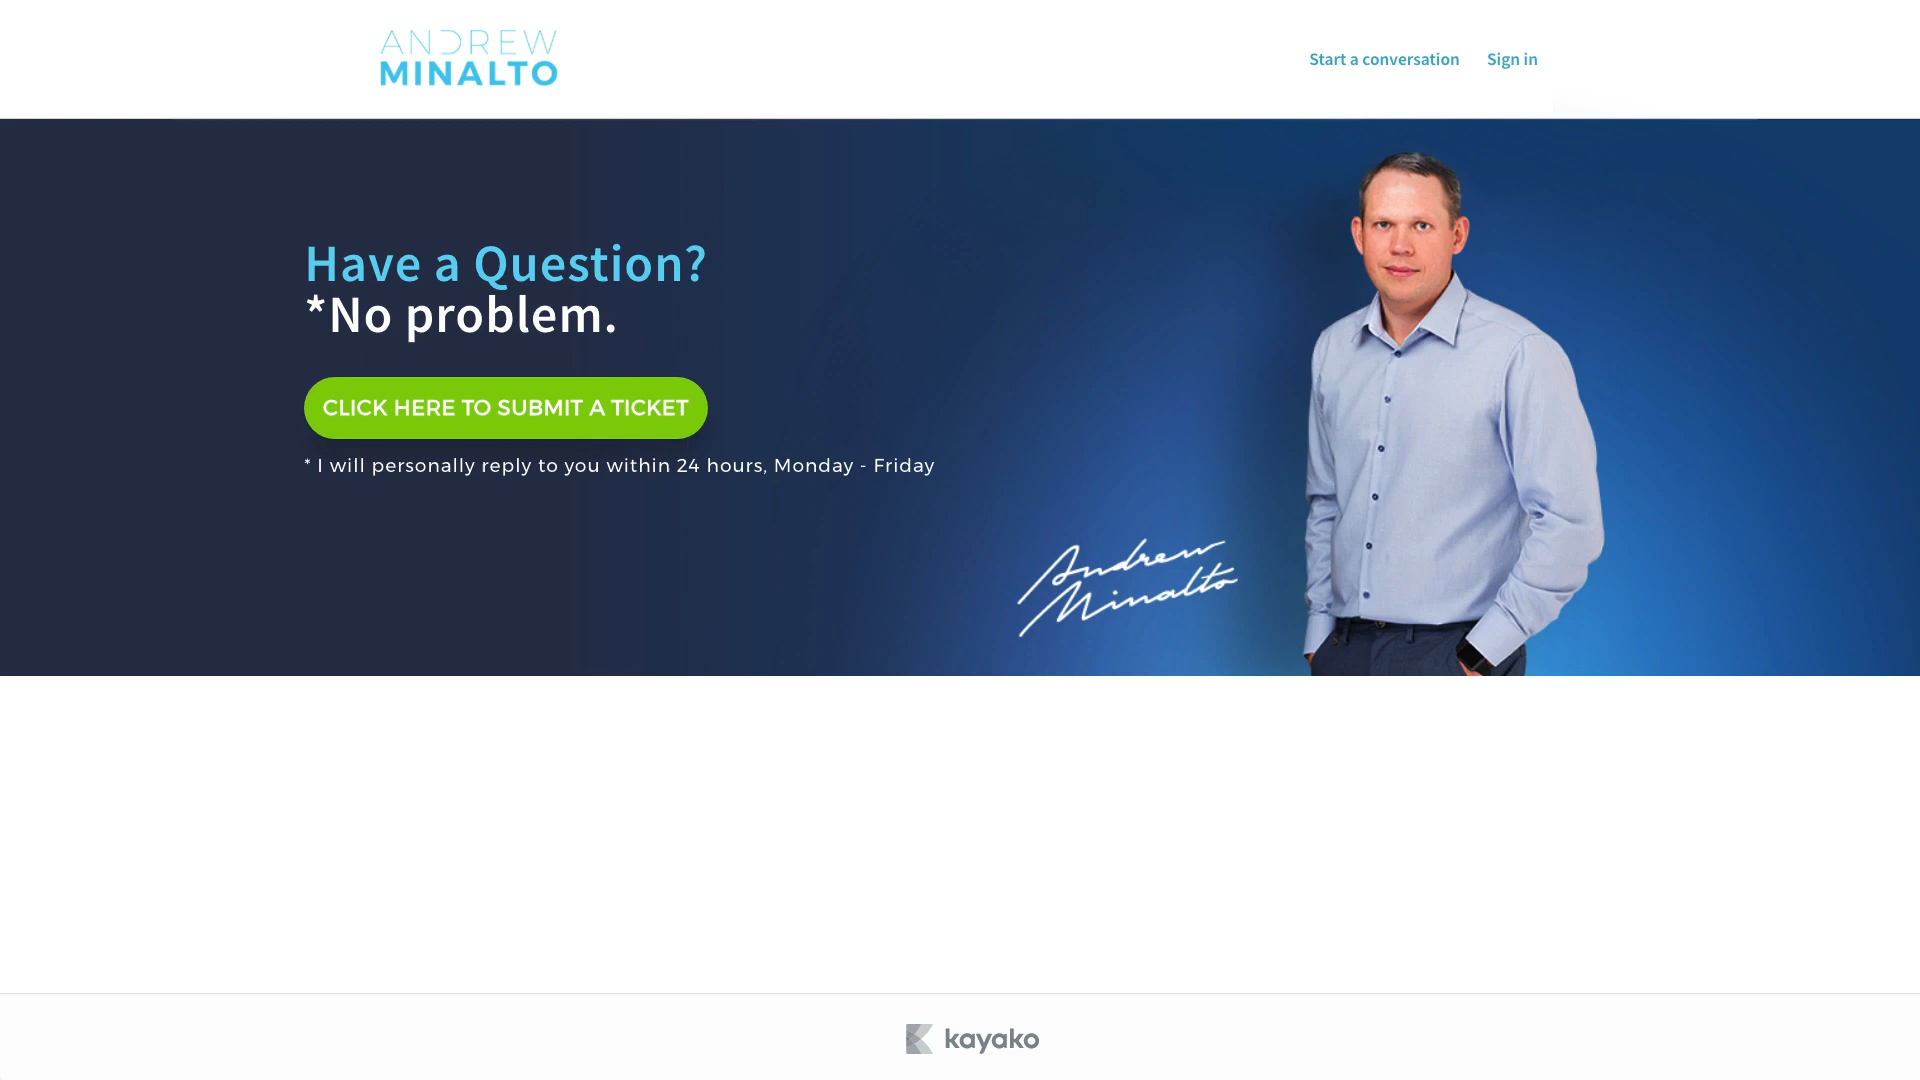 ANDREW
MINALTO
Start a conversation
Sign in
Have a Question?
*No problem.
CLICK HERE TO SUBMIT A TICKET
* I will personally reply to you within 24 hours, Monday - Friday
Andrew
Minalto
kayako